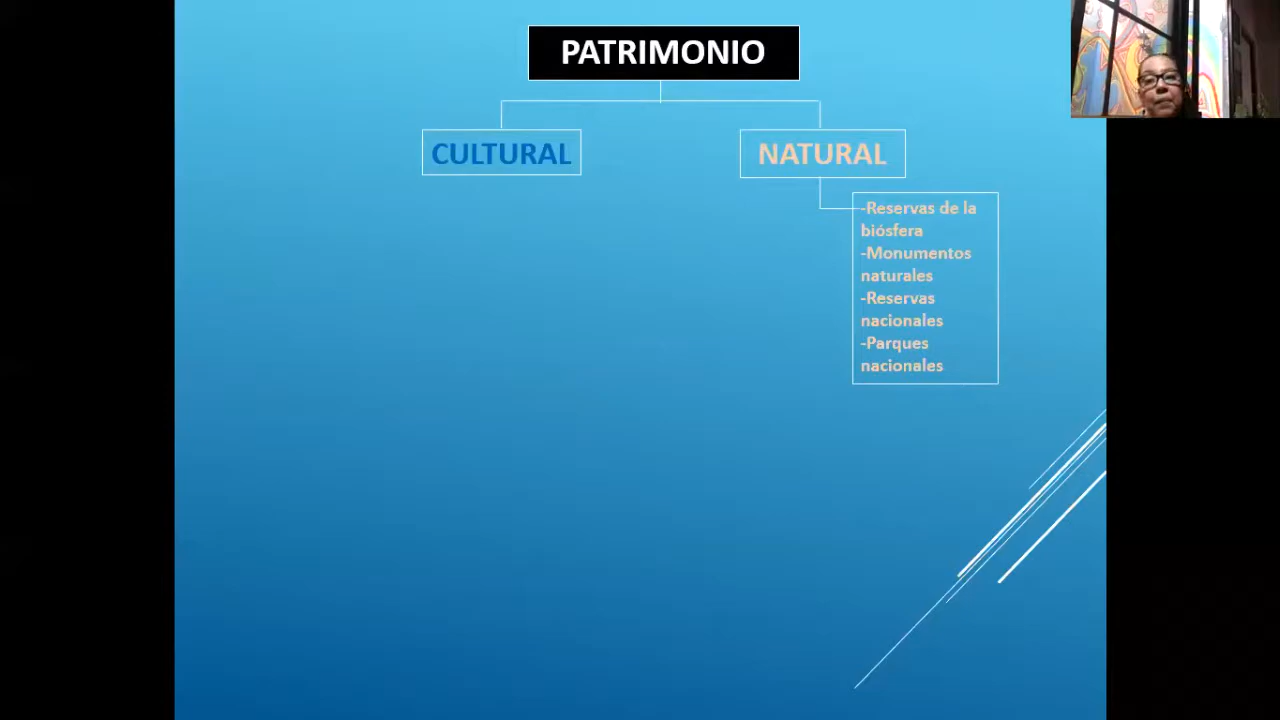 PATRIMONIO
CULTURAL
NATURAL
-Reservas de la
biósfera
-Monumentos
naturales
-Reservas
nacionales
-Parques
nacionales